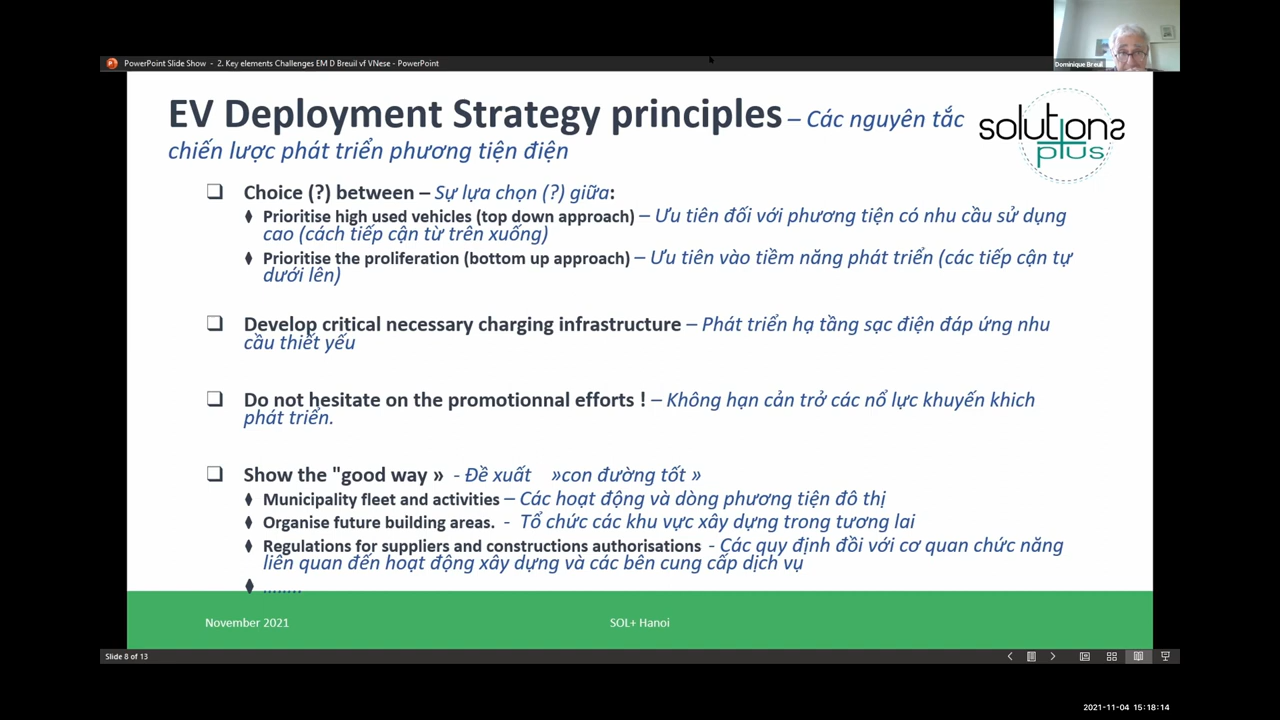 PowerPoint Slide Show - 2. Key elements Challenges EM D Breuil vf VNese - PowerPoint
Dominique Breuil
EV Deployment Strategy principles – Các nguyên tắc
chiến lược phát triển phương tiện điện
solutions
plus
❑ Choice (?) between – Sự lựa chọn (?) giữa:
♦ Prioritise high used vehicles (top down approach) – Ưu tiên đối với phương tiện có nhu cầu sử dụng
cao (cách tiếp cận từ trên xuống)
♦ Prioritise the proliferation (bottom up approach) – Ưu tiên vào tiềm năng phát triển (các tiếp cận tự
dưới lên)
❑ Develop critical necessary charging infrastructure – Phát triển hạ tầng sạc điện đáp ứng nhu
cầu thiết yếu
❑ Do not hesitate on the promotionnal efforts ! – Không hạn cản trở các nổ lực khuyến khich
phát triển.
❑ Show the "good way » - Đề xuất »con đường tốt »
♦ Municipality fleet and activities – Các hoạt động và dòng phương tiện đô thị
♦ Organise future building areas. - Tổ chức các khu vực xây dựng trong tương lai
♦ Regulations for suppliers and constructions authorisations - Các quy định đồi với cơ quan chức năng
liên quan đến hoạt động xây dựng và các bên cung cấp dịch vụ
♦ ........
November 2021
SOL+ Hanoi
Slide 8 of 13
2021-11-04 15:18:14